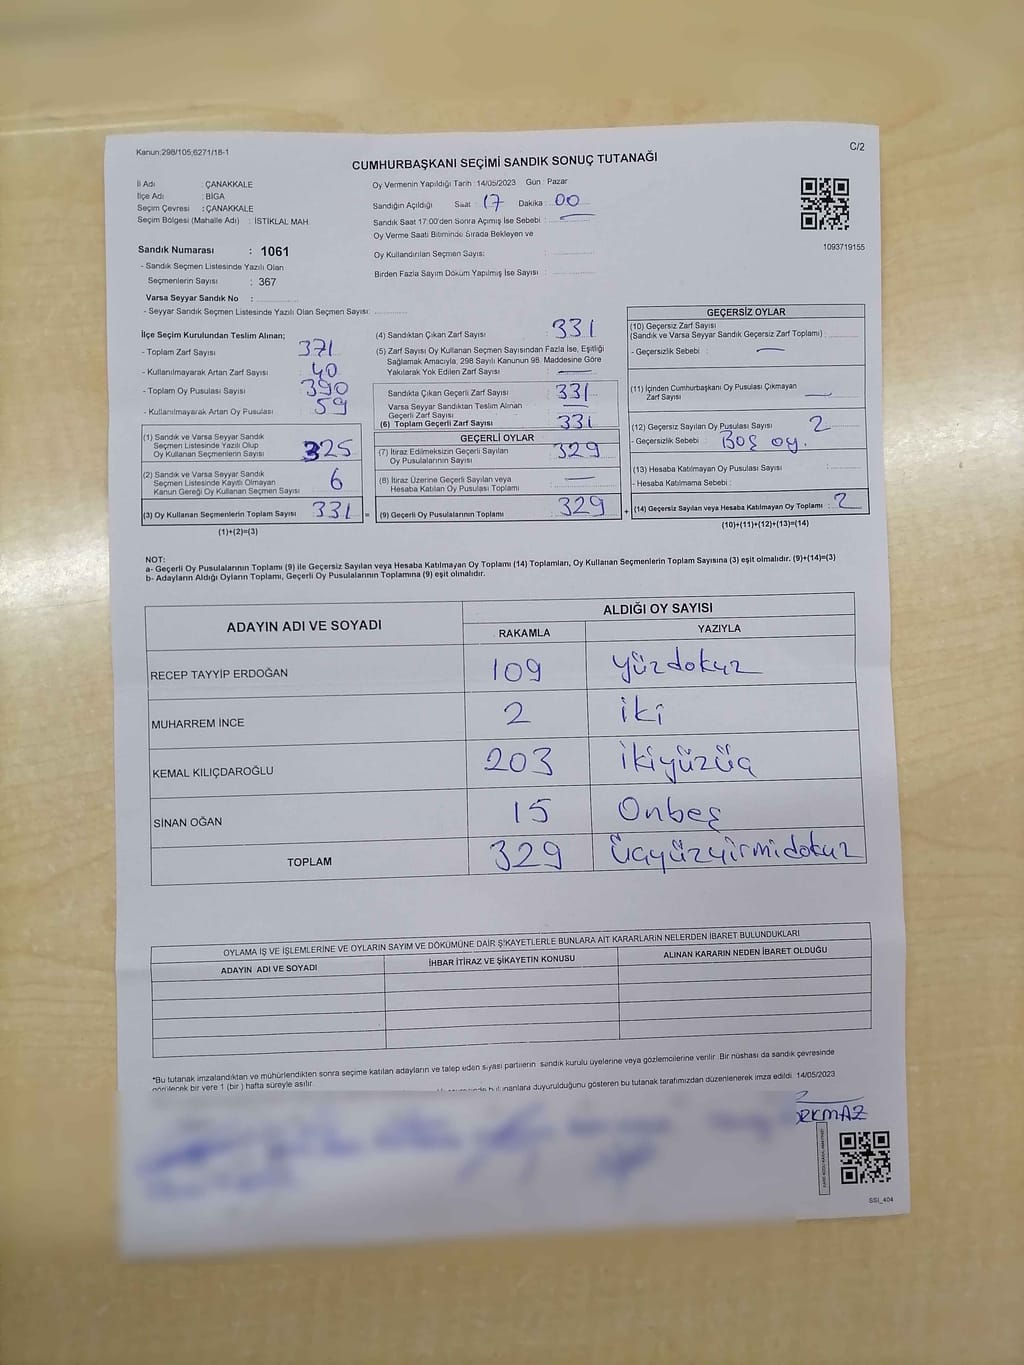 Kanun;298/105,6271/18-1
C/2
CUMHURBAŞKANI SEÇİMİ SANDIK SONUÇ TUTANAĞI
İl Adı : ÇANAKKALE
İlçe Adı : BİGA
Seçim Çevresi : ÇANAKKALE
Seçim Bölgesi (Mahalle Adı) : İSTİKLAL MAH
Oy Vermenin Yapıldığı Tarih : 14/05/2023 Gün : Pazar
Sandığın Açıldığı Saat : 17 Dakika : 00
Sandık Saat 17:00'den Sonra Açılmış İse Sebebi :
Oy Verme Saati Bitiminde Sırada Bekleyen ve
Oy Kullandırılan Seçmen Sayısı :
Birden Fazla Sayım Döküm Yapılmış İse Sayısı :
1093719155
Sandık Numarası : 1061
- Sandık Seçmen Listesinde Yazılı Olan
Seçmenlerin Sayısı : 367
Varsa Seyyar Sandık No :
- Seyyar Sandık Seçmen Listesinde Yazılı Olan Seçmen Sayısı:
İlçe Seçim Kurulundan Teslim Alınan;
- Toplam Zarf Sayısı : 371
- Kullanılmayarak Artan Zarf Sayısı : 40
- Toplam Oy Pusulası Sayısı : 390
- Kullanılmayarak Artan Oy Pusulası : 59
(1) Sandık ve Varsa Seyyar Sandık
Seçmen Listesinde Yazılı Olup
Oy Kullanan Seçmenlerin Sayısı : 325
(2) Sandık ve Varsa Seyyar Sandık
Seçmen Listesinde Kayıtlı Olmayan
Kanun Gereği Oy Kullanan Seçmen Sayısı : 6
(3) Oy Kullanan Seçmenlerin Toplam Sayısı : 331 =
(1)+(2)=(3)
(4) Sandıktan Çıkan Zarf Sayısı : 331
(5) Zarf Sayısı Oy Kullanan Seçmen Sayısından Fazla İse, Eşitliği
Sağlamak Amacıyla, 298 Sayılı Kanunun 98. Maddesine Göre
Yakılarak Yok Edilen Zarf Sayısı : —
Sandıkta Çıkan Geçerli Zarf Sayısı : 331
Varsa Seyyar Sandıktan Teslim Alınan
Geçerli Zarf Sayısı : —
(6) Toplam Geçerli Zarf Sayısı : 331
GEÇERLİ OYLAR
(7) İtiraz Edilmeksizin Geçerli Sayılan
Oy Pusulalarının Sayısı : 329
(8) İtiraz Üzerine Geçerli Sayılan veya
Hesaba Katılan Oy Pusulası Toplamı : —
(9) Geçerli Oy Pusulalarının Toplamı : 329 +
GEÇERSİZ OYLAR
(10) Geçersiz Zarf Sayısı
(Sandık ve Varsa Seyyar Sandık Geçersiz Zarf Toplamı) :
- Geçersizlik Sebebi : —
(11) İçinden Cumhurbaşkanı Oy Pusulası Çıkmayan
Zarf Sayısı : —
(12) Geçersiz Sayılan Oy Pusulası Sayısı : 2
- Geçersizlik Sebebi : Boş oy.
(13) Hesaba Katılmayan Oy Pusulası Sayısı :
- Hesaba Katılmama Sebebi :
(14) Geçersiz Sayılan veya Hesaba Katılmayan Oy Toplamı : 2
(10)+(11)+(12)+(13)=(14)
NOT:
a- Geçerli Oy Pusulalarının Toplamı (9) ile Geçersiz Sayılan veya Hesaba Katılmayan Oy Toplamı (14) Toplamları, Oy Kullanan Seçmenlerin Toplam Sayısına (3) eşit olmalıdır. (9)+(14)=(3)
b- Adayların Aldığı Oyların Toplamı, Geçerli Oy Pusulalarının Toplamına (9) eşit olmalıdır.
ADAYIN ADI VE SOYADI
ALDIĞI OY SAYISI
RAKAMLA YAZIYLA
RECEP TAYYİP ERDOĞAN 109 yüzdokuz
MUHARREM İNCE 2 iki
KEMAL KILIÇDAROĞLU 203 ikiyüzüç
SİNAN OĞAN 15 Onbeş
TOPLAM 329 Üçyüzyirmidokuz
OYLAMA İŞ VE İŞLEMLERİNE VE OYLARIN SAYIM VE DÖKÜMÜNE DAİR ŞİKAYETLERLE BUNLARA AİT KARARLARIN NELERDEN İBARET BULUNDUKLARI
ADAYIN ADI VE SOYADI
İHBAR İTİRAZ VE ŞİKAYETİN KONUSU
ALINAN KARARIN NEDEN İBARET OLDUĞU
*Bu tutanak imzalandıktan ve mühürlendikten sonra seçime katılan adayların ve talep eden siyasi partilerin sandık kurulu üyelerine veya gözlemcilerine verilir .Bir nüshası da sandık çevresinde
görülecek bir yere 1 (bir ) hafta süreyle asılır.
duyurulduğunu gösteren bu tutanak tarafımızdan düzenlenerek imza edildi. 14/05/2023
SSI_404